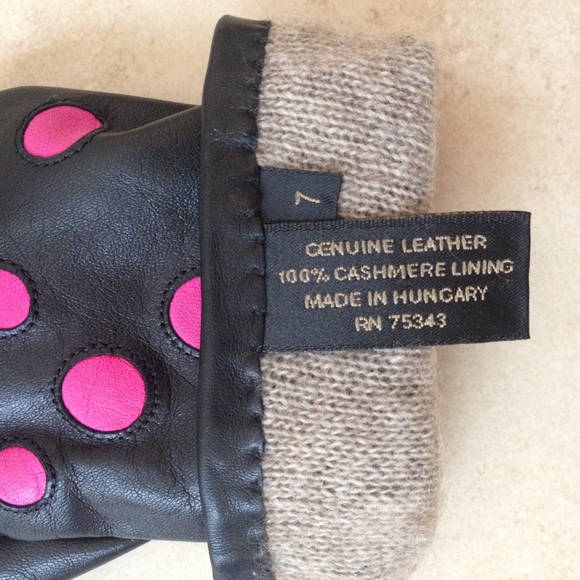 7
GENUINE LEATHER
100% CASHMERE LINING
MADE IN HUNGARY
RN 75343